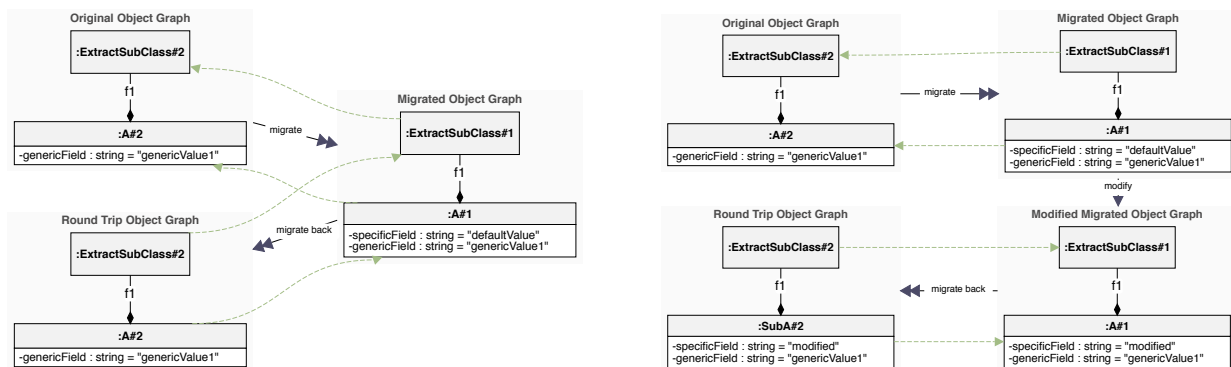 Original Object Graph
:ExtractSubClass#2
f1
:A#2
-genericField : string = "genericValue1"
migrate
Migrated Object Graph
:ExtractSubClass#1
f1
:A#1
-specificField : string = "defaultValue"
-genericField : string = "genericValue1"
migrate back
Round Trip Object Graph
:ExtractSubClass#2
f1
:A#2
-genericField : string = "genericValue1"
Original Object Graph
:ExtractSubClass#2
f1
:A#2
-genericField : string = "genericValue1"
migrate
Migrated Object Graph
:ExtractSubClass#1
f1
:A#1
-specificField : string = "defaultValue"
-genericField : string = "genericValue1"
modify
Round Trip Object Graph
:ExtractSubClass#2
f1
:SubA#2
-specificField : string = "modified"
-genericField : string = "genericValue1"
migrate back
Modified Migrated Object Graph
:ExtractSubClass#1
f1
:A#1
-specificField : string = "modified"
-genericField : string = "genericValue1"